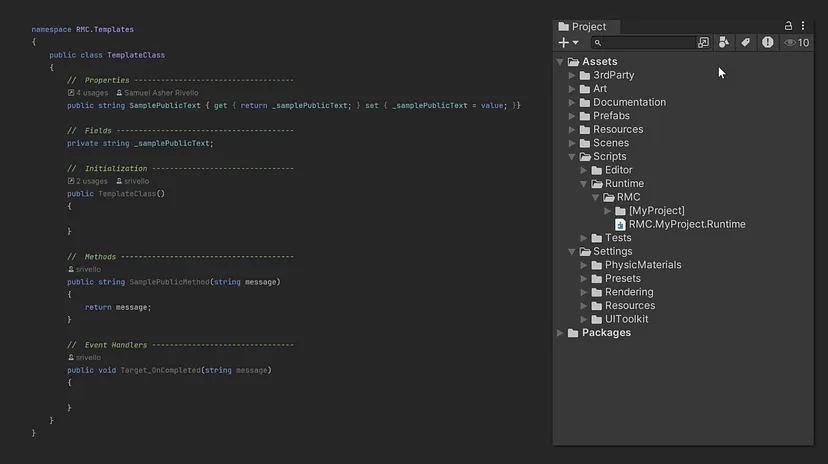 namespace RMC.Templates
{
public class TemplateClass
{
// Properties -----------------------------------
4 usages Samuel Asher Rivello
public string SamplePublicText { get { return _samplePublicText; } set { _samplePublicText = value; }}
// Fields ---------------------------------------
private string _samplePublicText;
// Initialization -------------------------------
2 usages srivello
public TemplateClass()
{
}
// Methods --------------------------------------
srivello
public string SamplePublicMethod(string message)
{
return message;
}
// Event Handlers -------------------------------
srivello
public void Target_OnCompleted(string message)
{
}
}
}
Project
10
Assets
3rdParty
Art
Documentation
Prefabs
Resources
Scenes
Scripts
Editor
Runtime
RMC
[MyProject]
RMC.MyProject.Runtime
Tests
Settings
PhysicMaterials
Presets
Rendering
Resources
UIToolkit
Packages